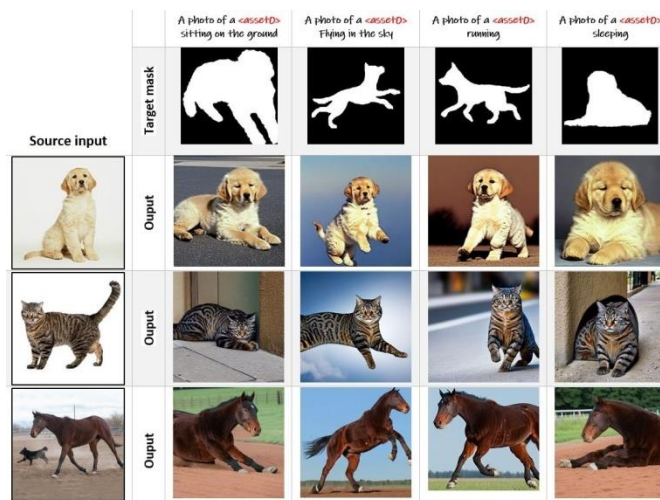 A photo of a <asset0>
sitting on the ground
A photo of a <asset0>
Flying in the sky
A photo of a <asset0>
running
A photo of a <asset0>
sleeping
Target mask
Source input
Ouput
Ouput
Ouput